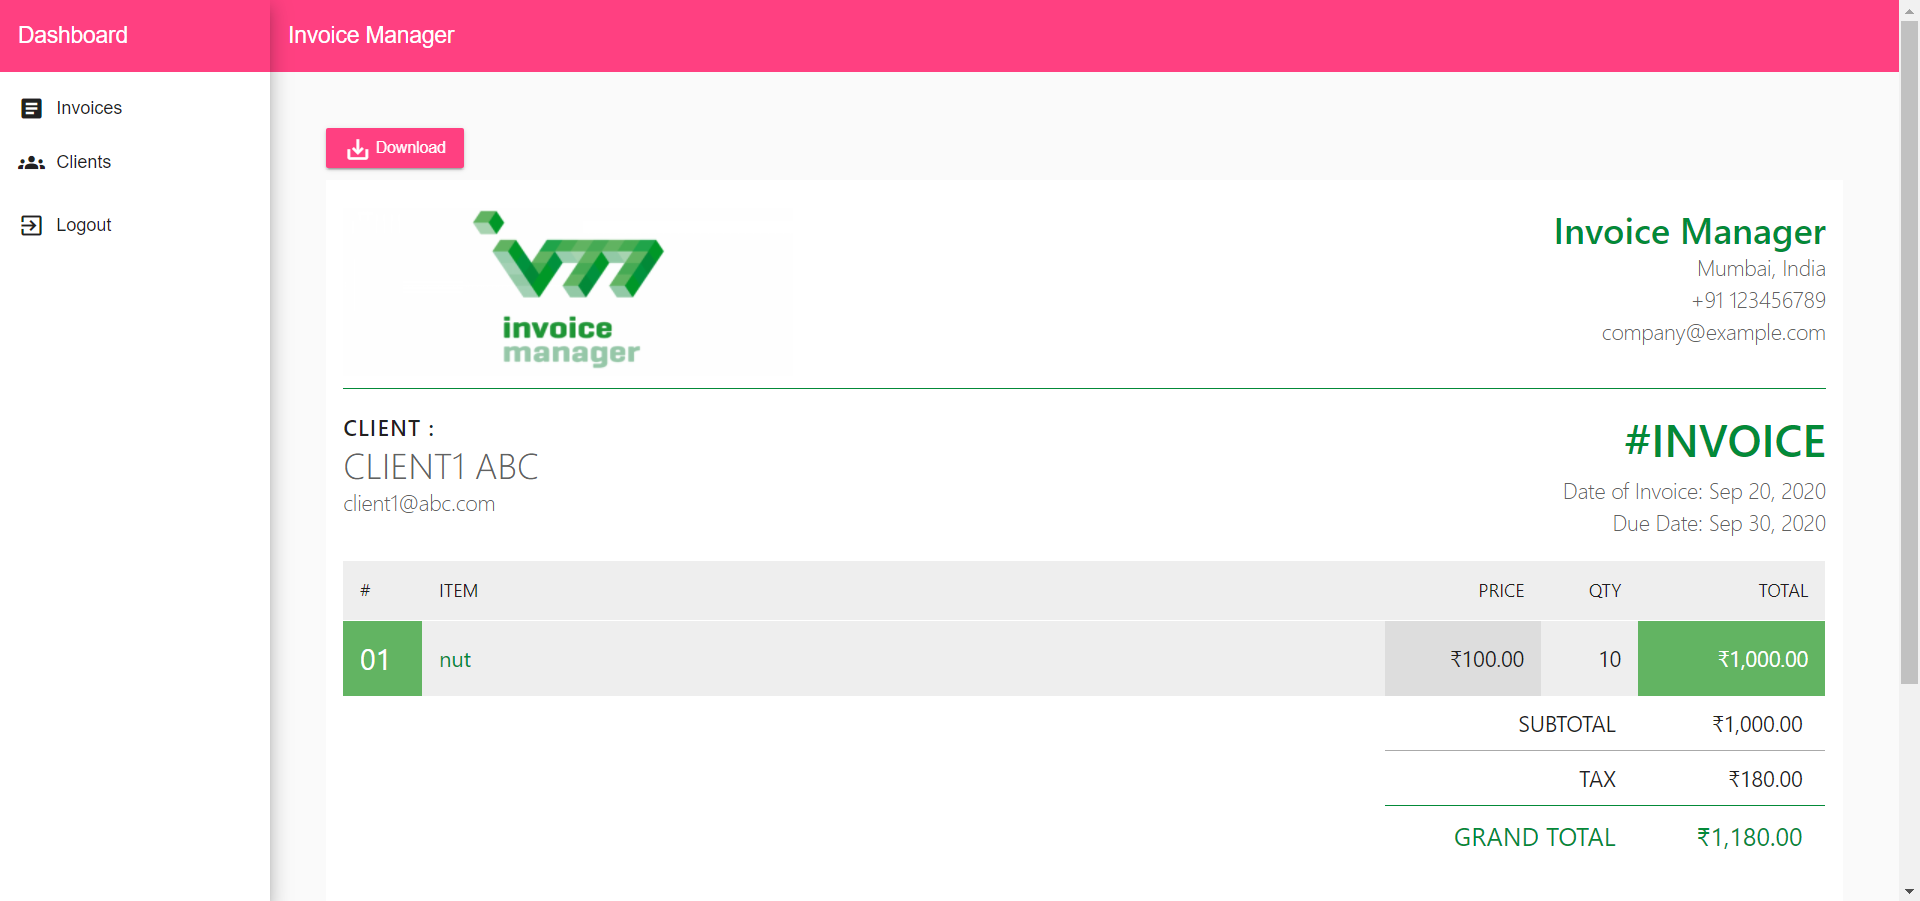 Dashboard
Invoice Manager
Invoices
Clients
Logout
Download
invoice
manager
Invoice Manager
Mumbai, India
+91 123456789
company@example.com
CLIENT :
CLIENT1 ABC
client1@abc.com
#INVOICE
Date of Invoice: Sep 20, 2020
Due Date: Sep 30, 2020
# ITEM PRICE QTY TOTAL
01 nut ₹100.00 10 ₹1,000.00
SUBTOTAL ₹1,000.00
TAX ₹180.00
GRAND TOTAL ₹1,180.00